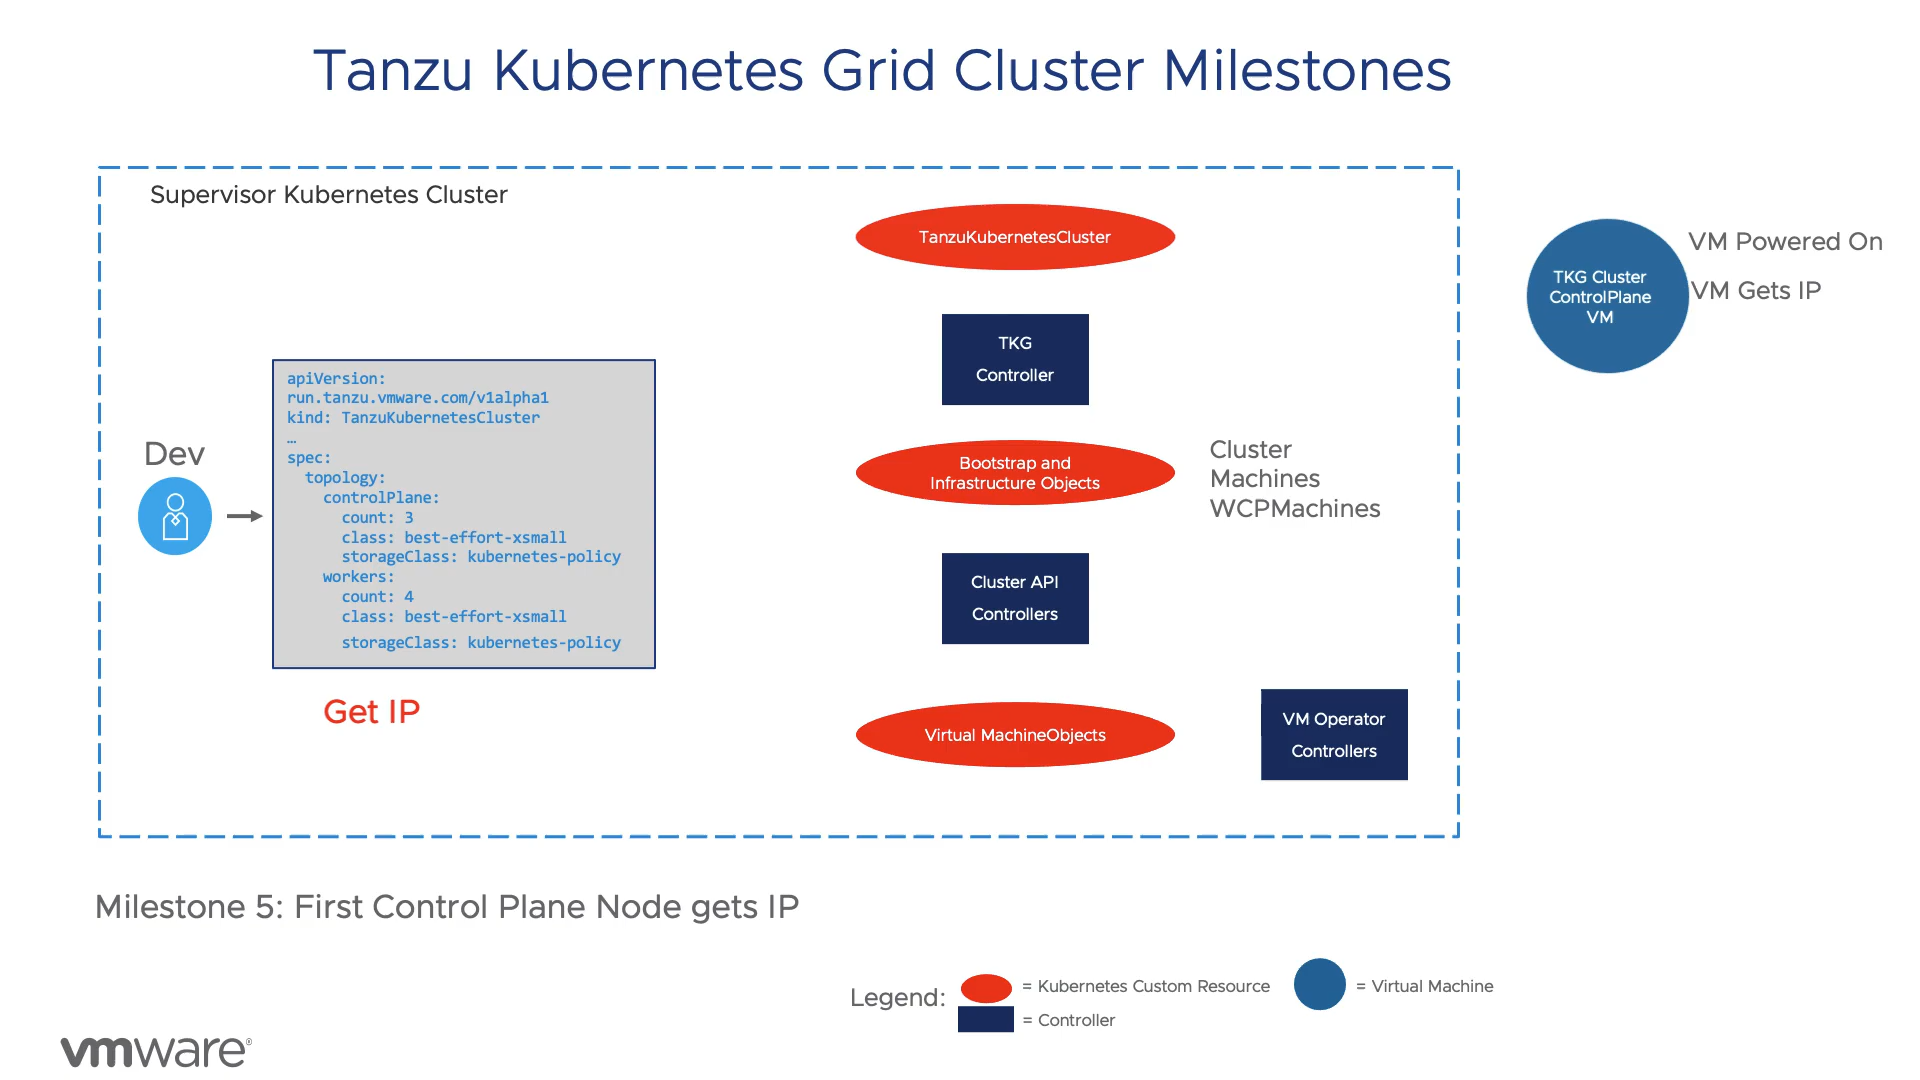 Tanzu Kubernetes Grid Cluster Milestones
Supervisor Kubernetes Cluster
TanzuKubernetesCluster
TKG
Controller
Bootstrap and
Infrastructure Objects
Cluster
Machines
WCPMachines
Cluster API
Controllers
Virtual MachineObjects
VM Operator
Controllers
TKG Cluster
ControlPlane
VM
VM Powered On
VM Gets IP
Dev
apiVersion:
run.tanzu.vmware.com/v1alpha1
kind: TanzuKubernetesCluster
…
spec:
  topology:
    controlPlane:
      count: 3
      class: best-effort-xsmall
      storageClass: kubernetes-policy
    workers:
      count: 4
      class: best-effort-xsmall
      storageClass: kubernetes-policy
Get IP
Milestone 5: First Control Plane Node gets IP
Legend:
= Kubernetes Custom Resource
= Virtual Machine
= Controller
vmware®